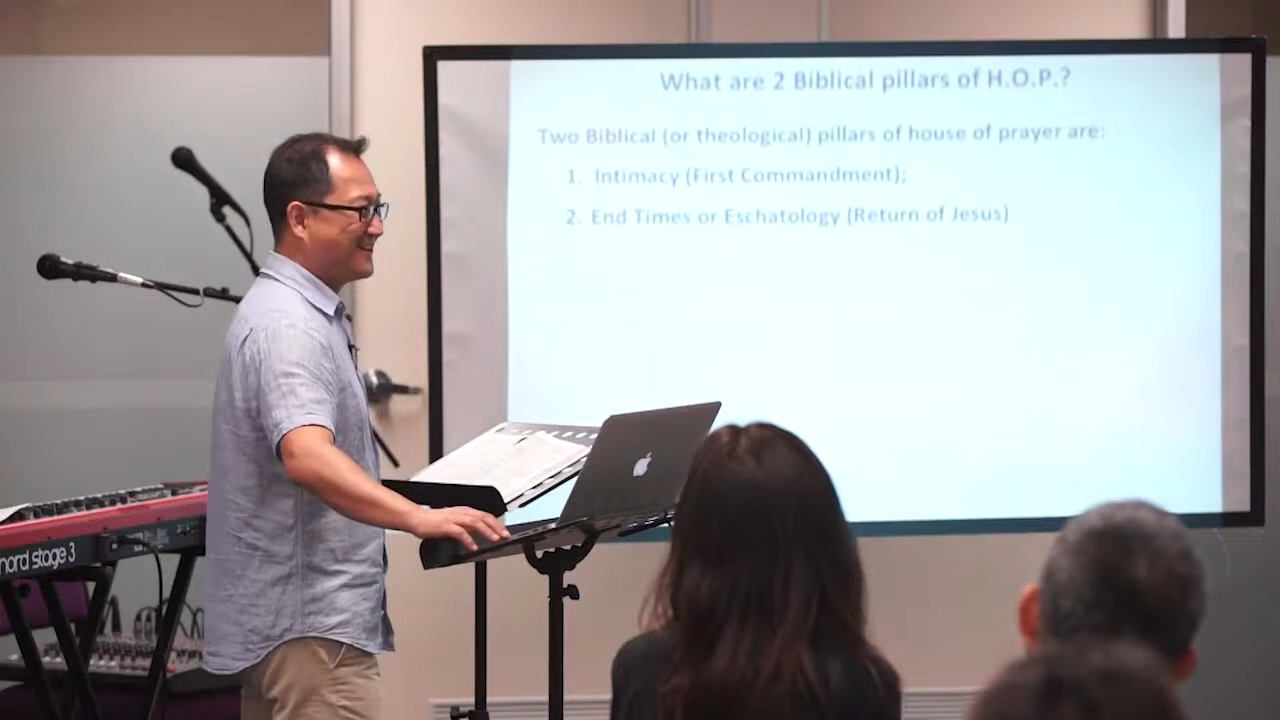 What are 2 Biblical pillars of H.O.P.?
Two Biblical (or theological) pillars of house of prayer are:
1. Intimacy (First Commandment);
2. End Times or Eschatology (Return of Jesus)
nord stage 3